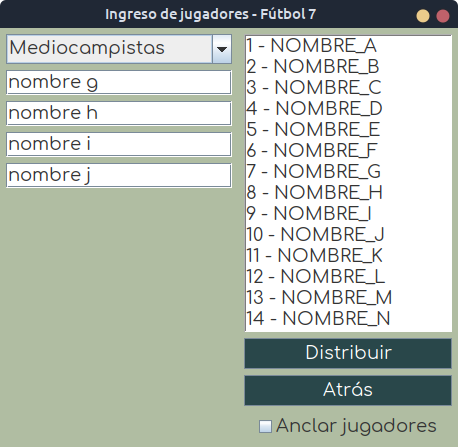 Ingreso de jugadores - Fútbol 7
Mediocampistas
nombre g
nombre h
nombre i
nombre j
1 - NOMBRE_A
2 - NOMBRE_B
3 - NOMBRE_C
4 - NOMBRE_D
5 - NOMBRE_E
6 - NOMBRE_F
7 - NOMBRE_G
8 - NOMBRE_H
9 - NOMBRE_I
10 - NOMBRE_J
11 - NOMBRE_K
12 - NOMBRE_L
13 - NOMBRE_M
14 - NOMBRE_N
Distribuir
Atrás
Anclar jugadores